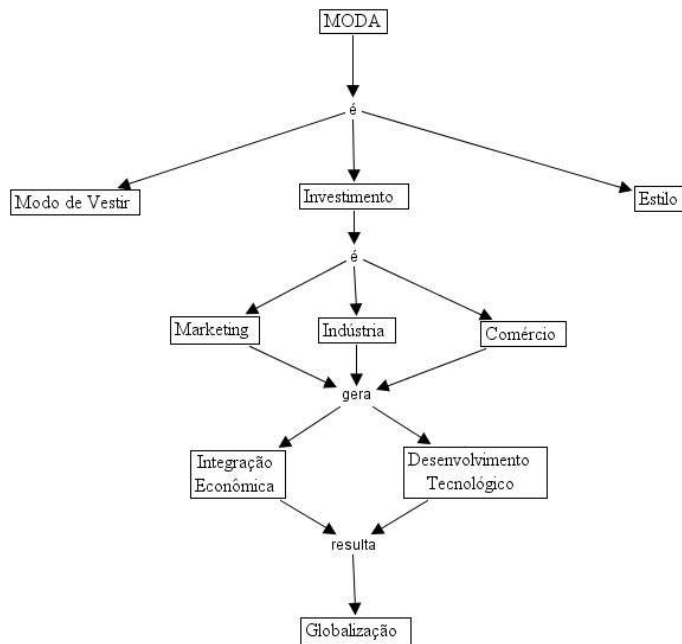 MODA
é
Modo de Vestir
Investimento
Estilo
é
Marketing
Indústria
Comércio
gera
Integração
Econômica
Desenvolvimento
Tecnológico
resulta
Globalização